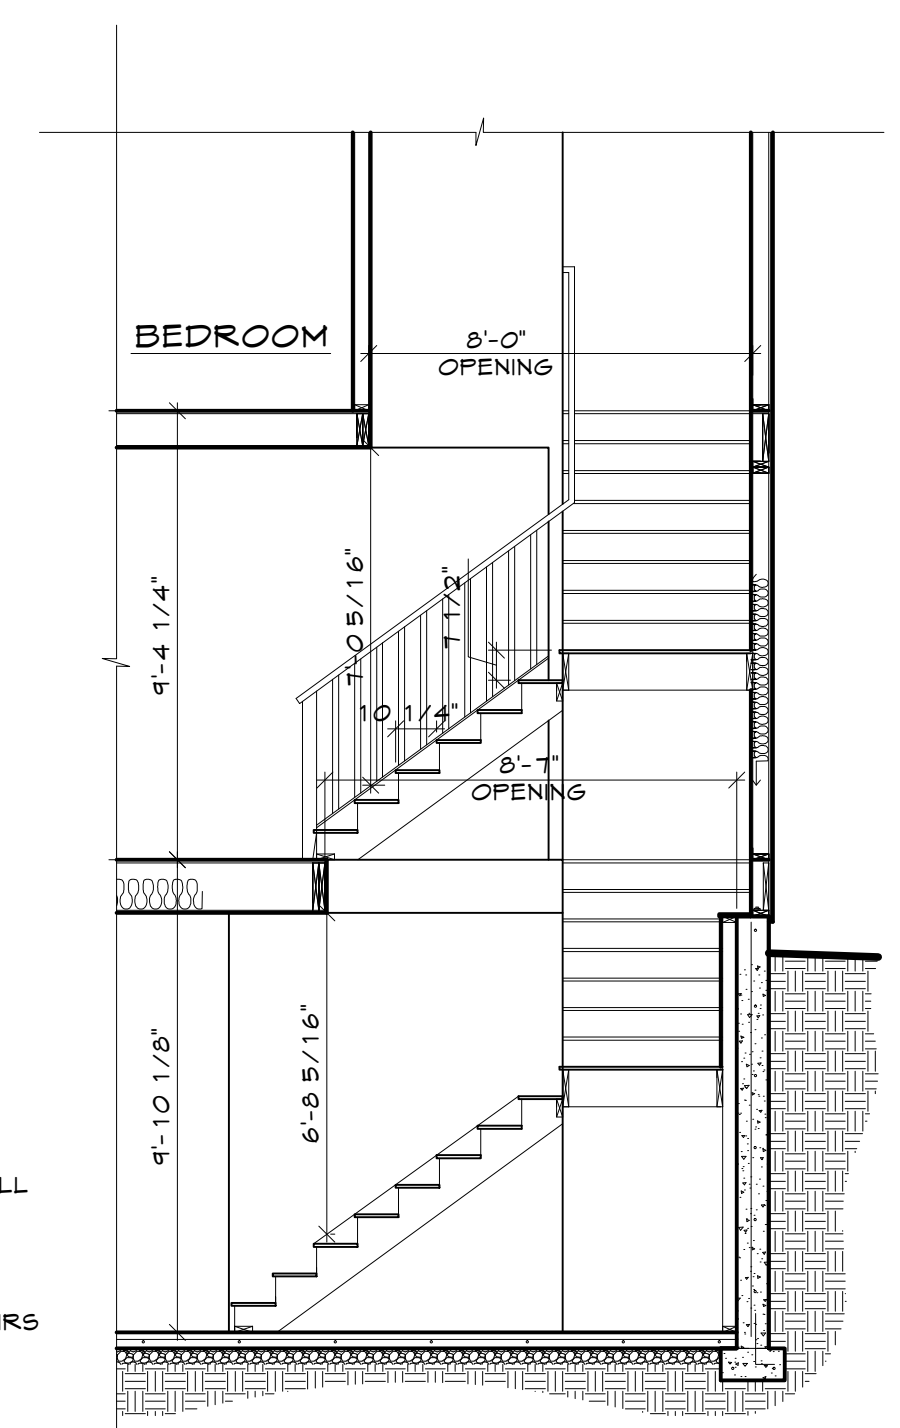 BEDROOM
8'-0"
OPENING
9'-4 1/4"
7'-0 5/16"
7 1/2"
10 1/4"
8'-7"
OPENING
9'-10 1/8"
6'-8 5/16"
LL
IRS